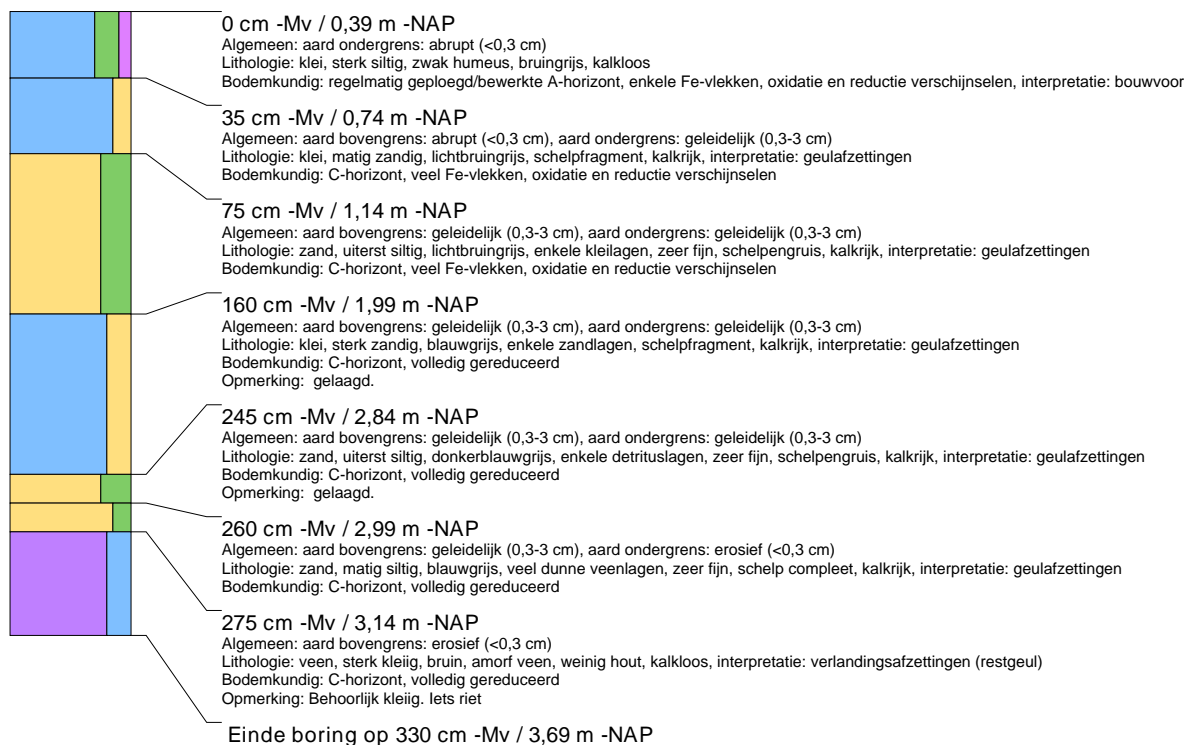 0 cm -Mv / 0,39 m -NAP
Algemeen: aard ondergrens: abrupt (<0,3 cm)
Lithologie: klei, sterk siltig, zwak humeus, bruingrijs, kalkloos
Bodemkundig: regelmatig geploegd/bewerkte A-horizont, enkele Fe-vlekken, oxidatie en reductie verschijnselen, interpretatie: bouwvoor
35 cm -Mv / 0,74 m -NAP
Algemeen: aard bovengrens: abrupt (<0,3 cm), aard ondergrens: geleidelijk (0,3-3 cm)
Lithologie: klei, matig zandig, lichtbruingrijs, schelpfragment, kalkrijk, interpretatie: geulafzettingen
Bodemkundig: C-horizont, veel Fe-vlekken, oxidatie en reductie verschijnselen
75 cm -Mv / 1,14 m -NAP
Algemeen: aard bovengrens: geleidelijk (0,3-3 cm), aard ondergrens: geleidelijk (0,3-3 cm)
Lithologie: zand, uiterst siltig, lichtbruingrijs, enkele kleilagen, zeer fijn, schelpengruis, kalkrijk, interpretatie: geulafzettingen
Bodemkundig: C-horizont, veel Fe-vlekken, oxidatie en reductie verschijnselen
160 cm -Mv / 1,99 m -NAP
Algemeen: aard bovengrens: geleidelijk (0,3-3 cm), aard ondergrens: geleidelijk (0,3-3 cm)
Lithologie: klei, sterk zandig, blauwgrijs, enkele zandlagen, schelpfragment, kalkrijk, interpretatie: geulafzettingen
Bodemkundig: C-horizont, volledig gereduceerd
Opmerking: gelaagd.
245 cm -Mv / 2,84 m -NAP
Algemeen: aard bovengrens: geleidelijk (0,3-3 cm), aard ondergrens: geleidelijk (0,3-3 cm)
Lithologie: zand, uiterst siltig, donkerblauwgrijs, enkele detrituslagen, zeer fijn, schelpengruis, kalkrijk, interpretatie: geulafzettingen
Bodemkundig: C-horizont, volledig gereduceerd
Opmerking: gelaagd.
260 cm -Mv / 2,99 m -NAP
Algemeen: aard bovengrens: geleidelijk (0,3-3 cm), aard ondergrens: erosief (<0,3 cm)
Lithologie: zand, matig siltig, blauwgrijs, veel dunne veenlagen, zeer fijn, schelp compleet, kalkrijk, interpretatie: geulafzettingen
Bodemkundig: C-horizont, volledig gereduceerd
275 cm -Mv / 3,14 m -NAP
Algemeen: aard bovengrens: erosief (<0,3 cm)
Lithologie: veen, sterk kleiig, bruin, amorf veen, weinig hout, kalkloos, interpretatie: verlandingsafzettingen (restgeul)
Bodemkundig: C-horizont, volledig gereduceerd
Opmerking: Behoorlijk kleiig. Iets riet
Einde boring op 330 cm -Mv / 3,69 m -NAP